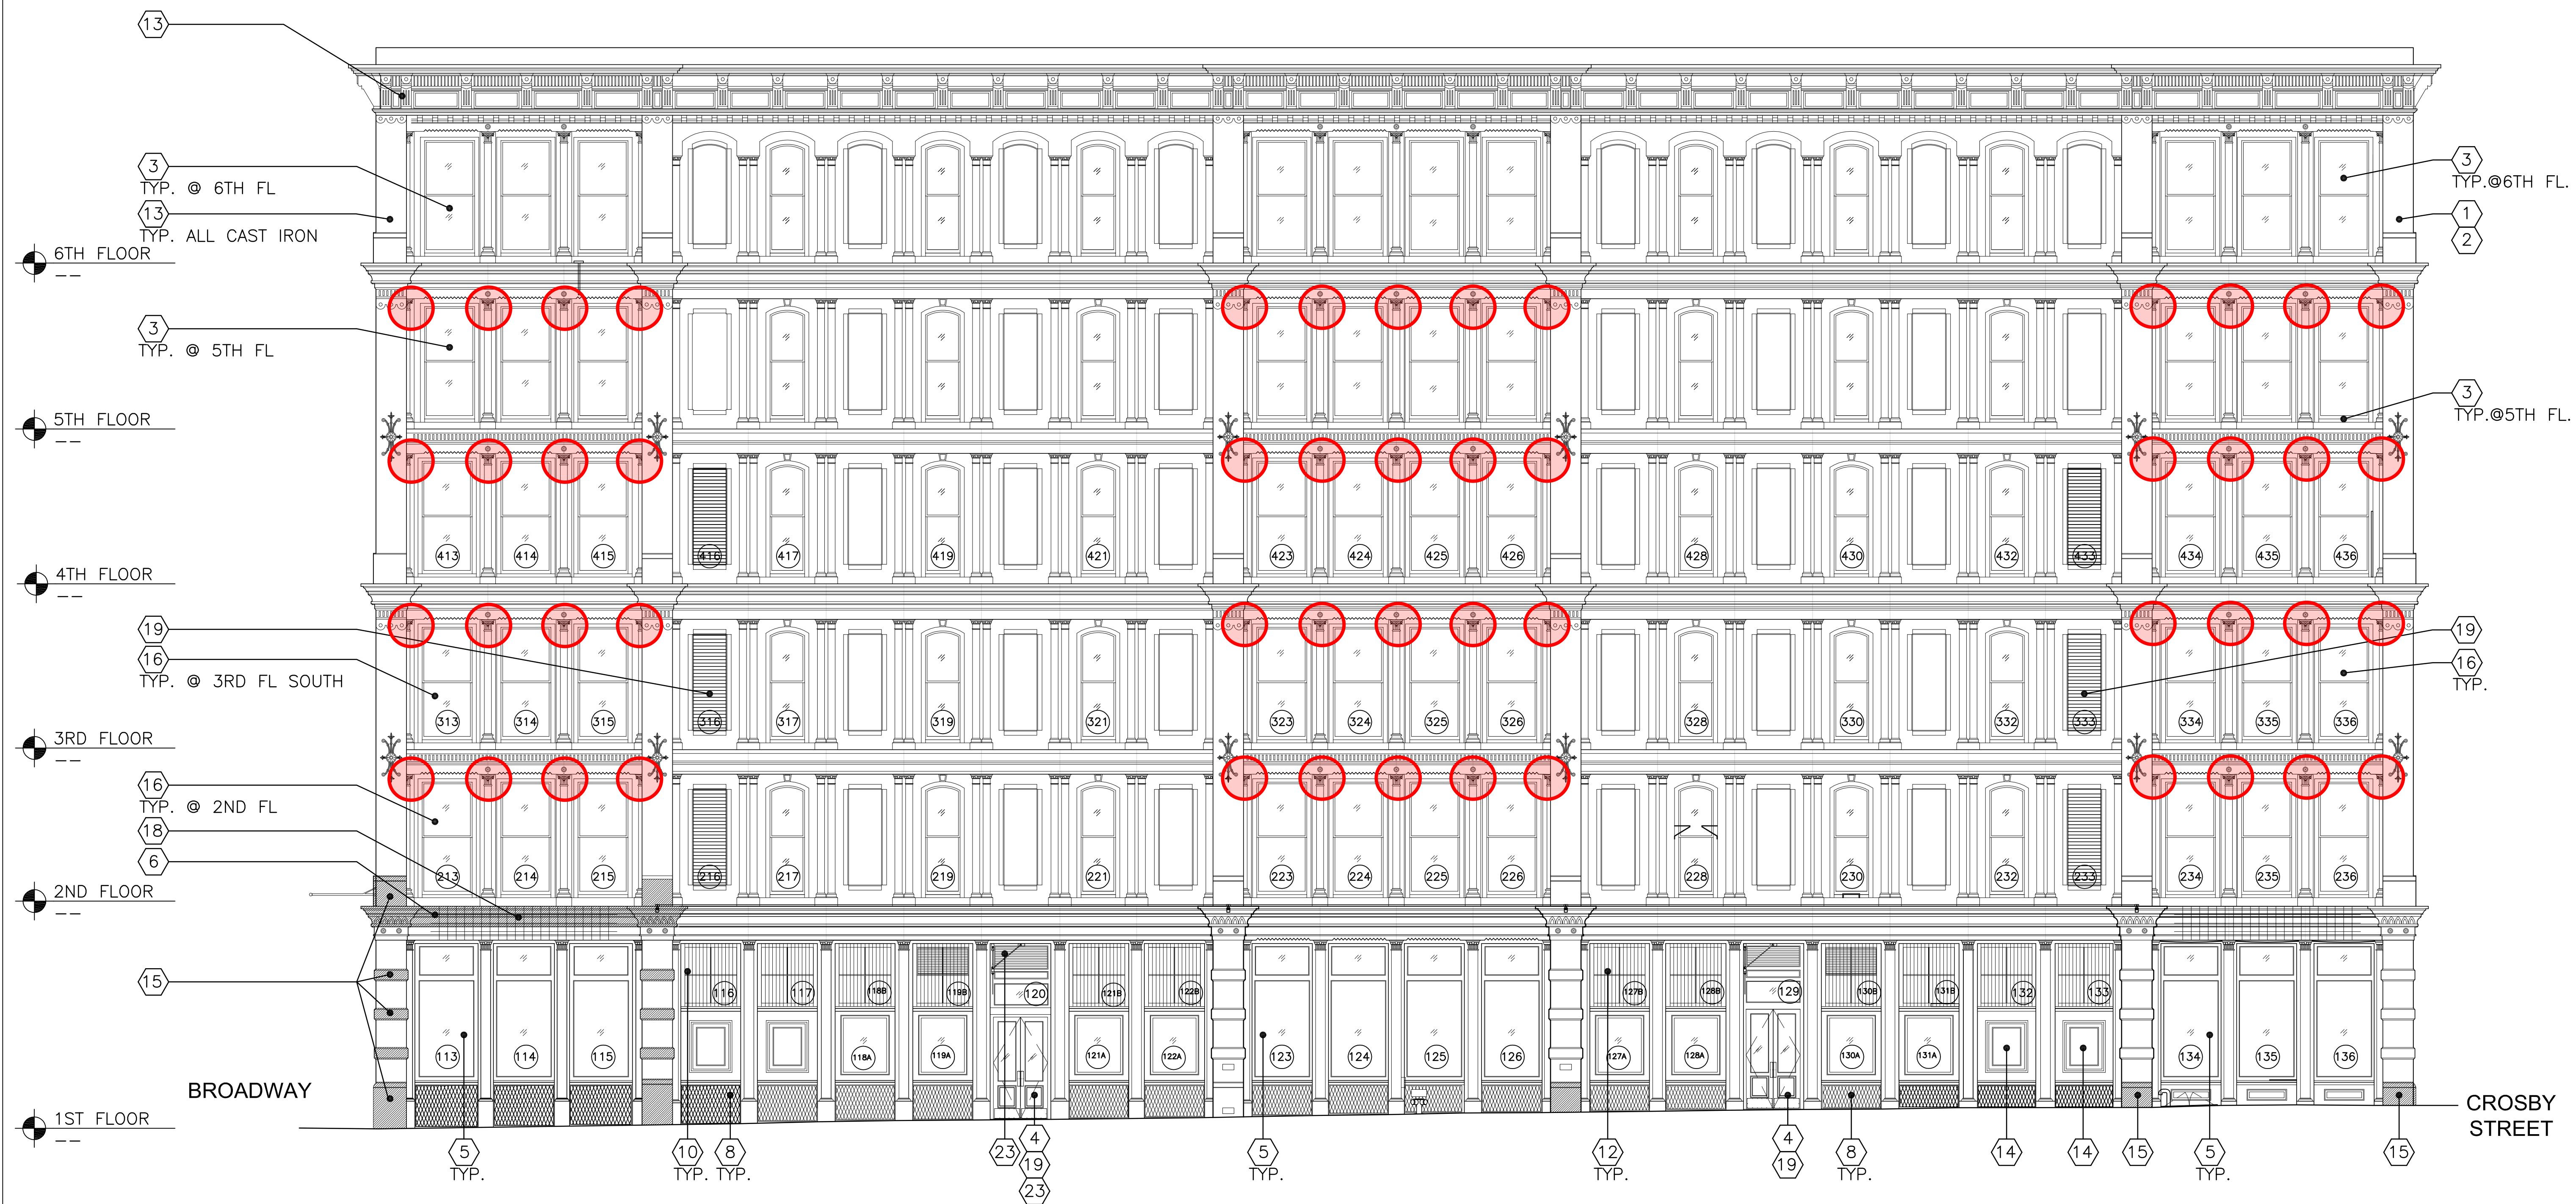 13
3
TYP. @ 6TH FL
13
TYP. ALL CAST IRON
6TH FLOOR
--
3
TYP.@6TH FL.
1
2
3
TYP. @ 5TH FL
3
TYP.@5TH FL.
5TH FLOOR
--
413 414 415 416 417 419 421 423 424 425 426 428 430 432 433 434 435 436
4TH FLOOR
--
19
16
TYP. @ 3RD FL SOUTH
19
16
TYP.
313 314 315 316 317 319 321 323 324 325 326 328 330 332 333 334 335 336
3RD FLOOR
--
16
TYP. @ 2ND FL
18
6
213 214 215 216 217 219 221 223 224 225 226 228 230 232 233 234 235 236
2ND FLOOR
--
15
116 117 118B 119B 120 121B 122B 127B 128B 129 130B 131B 132 133
113 114 115 118A 119A 121A 122A 123 124 125 126 127A 128A 130A 131A 134 135 136
BROADWAY
CROSBY
STREET
1ST FLOOR
--
5
TYP.
10
TYP.
8
TYP.
23
4
19
23
5
TYP.
12
TYP.
4
19
8
TYP.
14
14
15
5
TYP.
15